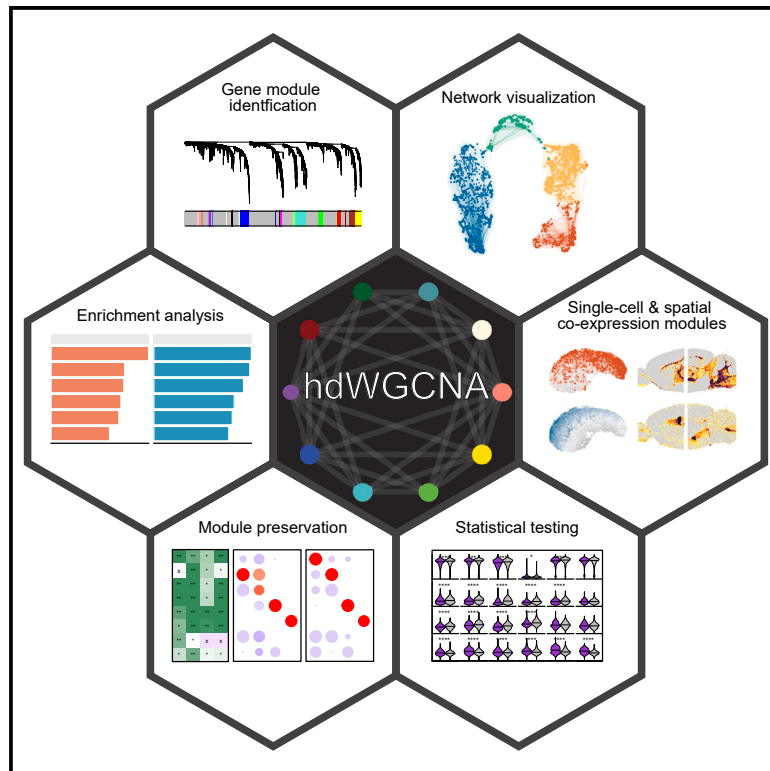 Gene module
identfication
Network visualization
Enrichment analysis
hdWGCNA
Single-cell & spatial
co-expression modules
Module preservation
Statistical testing